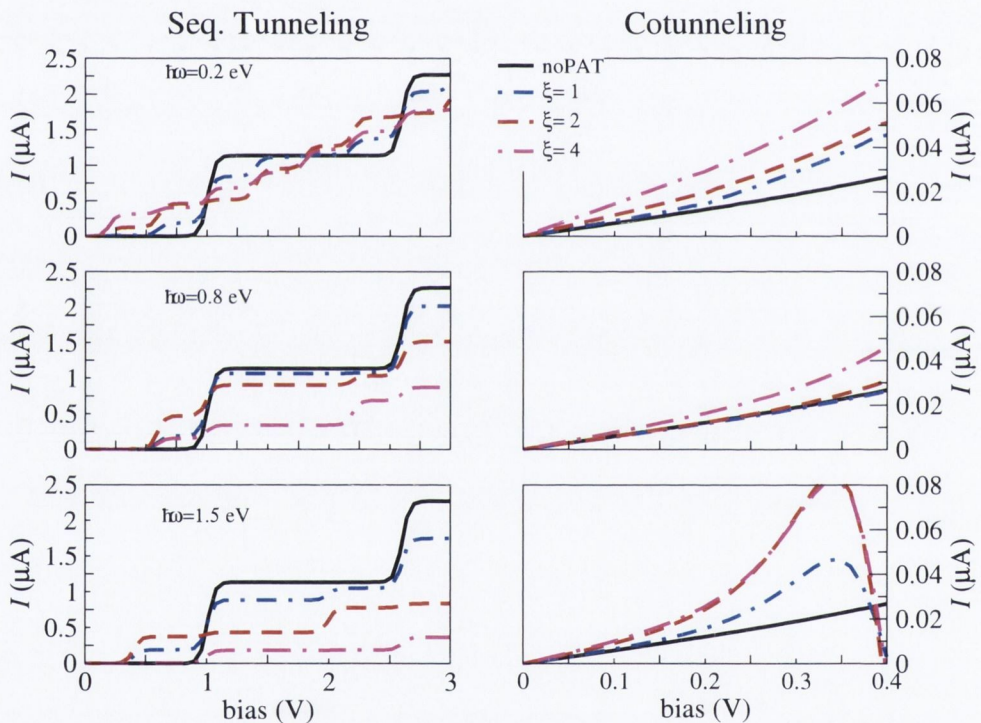 Seq. Tunneling
Cotunneling
ħω=0.2 eV
2.5
2
1.5
1
0.5
0
I (μA)
noPAT
ξ= 1
ξ= 2
ξ= 4
0.08
0.06
0.04
0.02
0
I (μA)
ħω=0.8 eV
2.5
2
1.5
1
0.5
0
I (μA)
0.08
0.06
0.04
0.02
0
I (μA)
ħω=1.5 eV
2.5
2
1.5
1
0.5
0
I (μA)
0.08
0.06
0.04
0.02
0
I (μA)
0 1 2 3
bias (V)
0 0.1 0.2 0.3 0.4
bias (V)